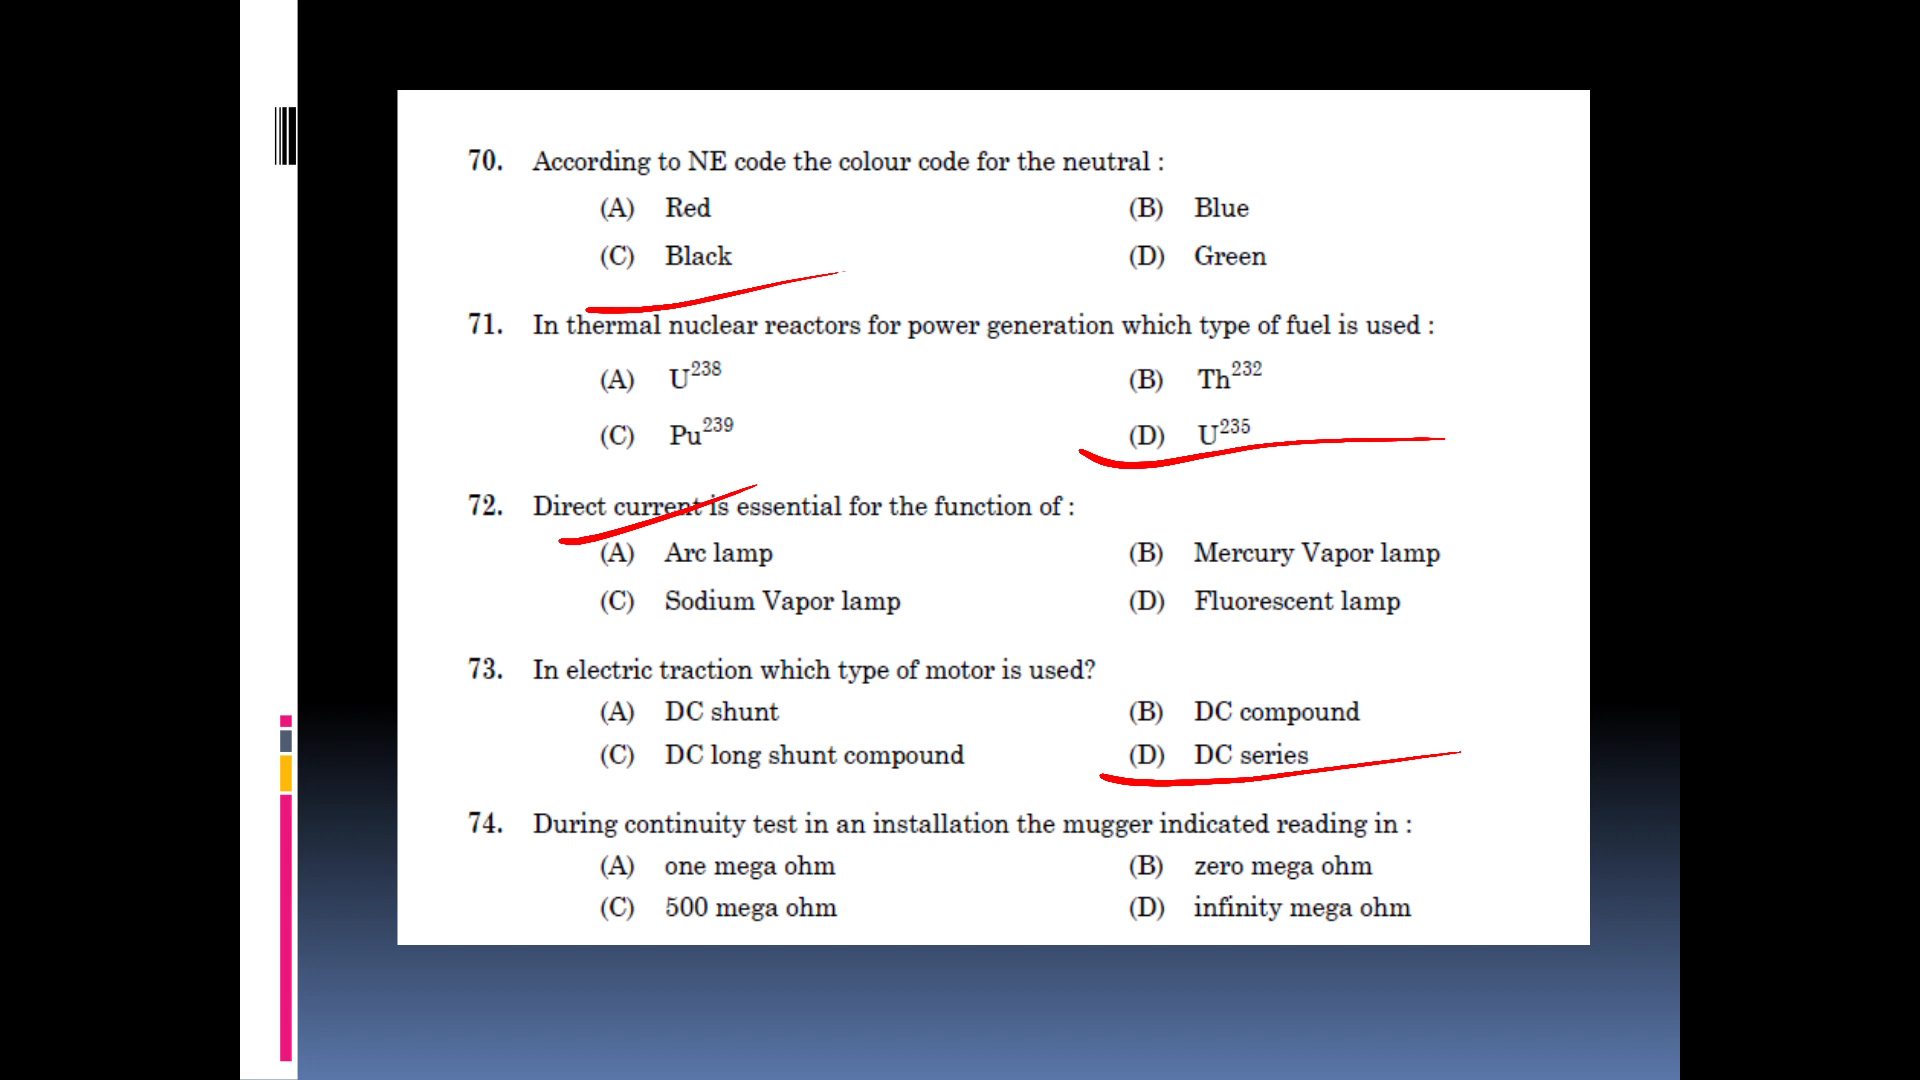 70. According to NE code the colour code for the neutral :
(A) Red (B) Blue
(C) Black (D) Green
71. In thermal nuclear reactors for power generation which type of fuel is used :
(A) U²³⁸ (B) Th²³²
(C) Pu²³⁹ (D) U²³⁵
72. Direct current is essential for the function of :
(A) Arc lamp (B) Mercury Vapor lamp
(C) Sodium Vapor lamp (D) Fluorescent lamp
73. In electric traction which type of motor is used?
(A) DC shunt (B) DC compound
(C) DC long shunt compound (D) DC series
74. During continuity test in an installation the mugger indicated reading in :
(A) one mega ohm (B) zero mega ohm
(C) 500 mega ohm (D) infinity mega ohm